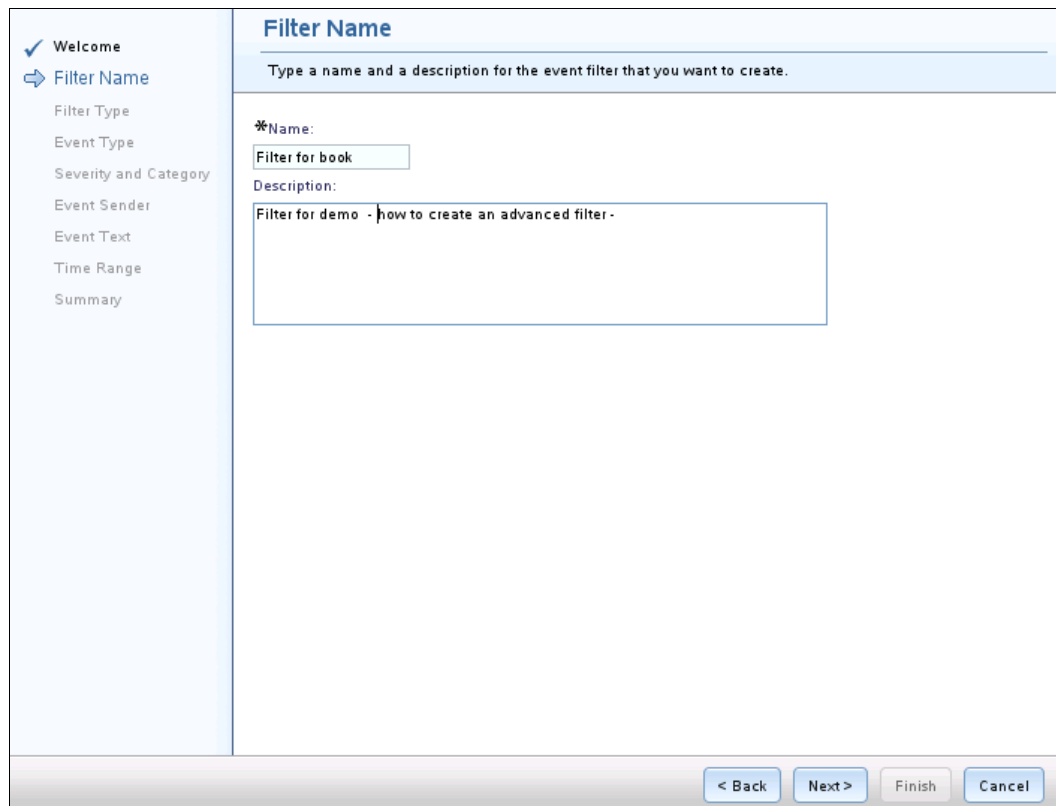 Welcome
Filter Name
Filter Type
Event Type
Severity and Category
Event Sender
Event Text
Time Range
Summary
Filter Name
Type a name and a description for the event filter that you want to create.
*Name:
Filter for book
Description:
Filter for demo - how to create an advanced filter -
< Back
Next >
Finish
Cancel